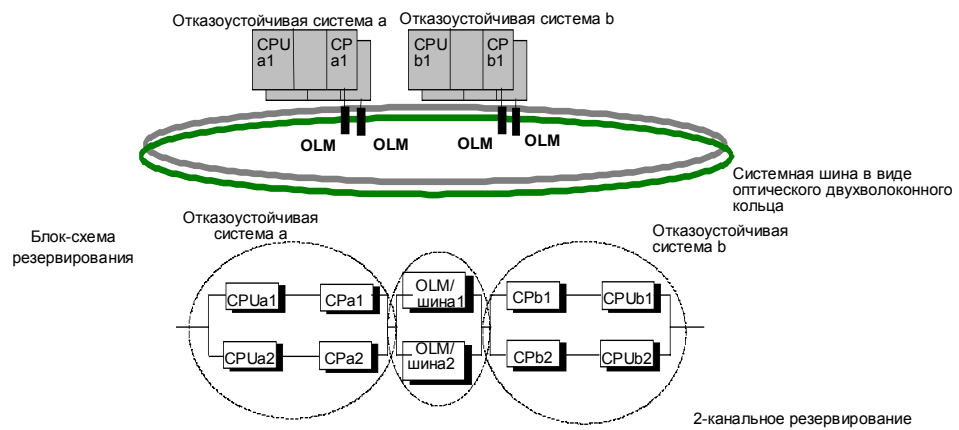 Отказоустойчивая система a
Отказоустойчивая система b
CPU
a1
CP
a1
CPU
b1
CP
b1
OLM
OLM
OLM
OLM
Системная шина в виде
оптического двухволоконного
кольца
Отказоустойчивая
система a
Блок-схема
резервирования
Отказоустойчивая
система b
CPUa1
CPa1
OLM/
шина1
CPb1
CPUb1
CPUa2
CPa2
OLM/
шина2
CPb2
CPUb2
2-канальное резервирование